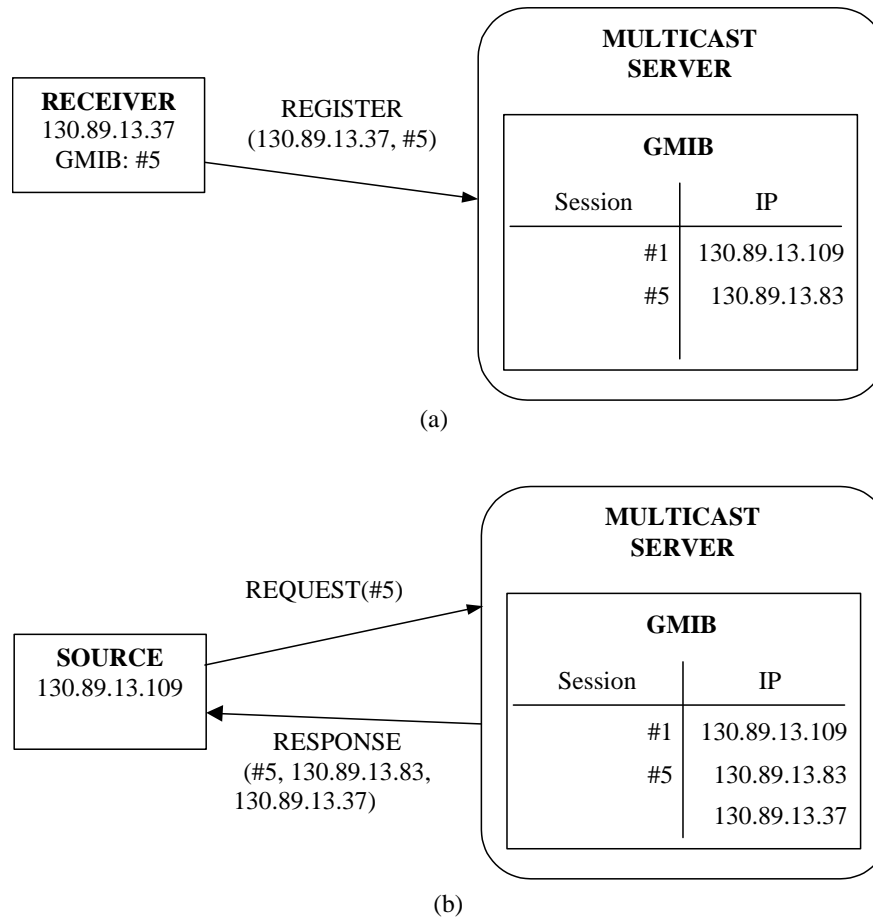 MULTICAST
SERVER
RECEIVER
130.89.13.37
GMIB: #5
REGISTER
(130.89.13.37, #5)
GMIB
Session IP
#1 130.89.13.109
#5 130.89.13.83
(a)
MULTICAST
SERVER
REQUEST(#5)
SOURCE
130.89.13.109
RESPONSE
(#5, 130.89.13.83,
130.89.13.37)
GMIB
Session IP
#1 130.89.13.109
#5 130.89.13.83
130.89.13.37
(b)